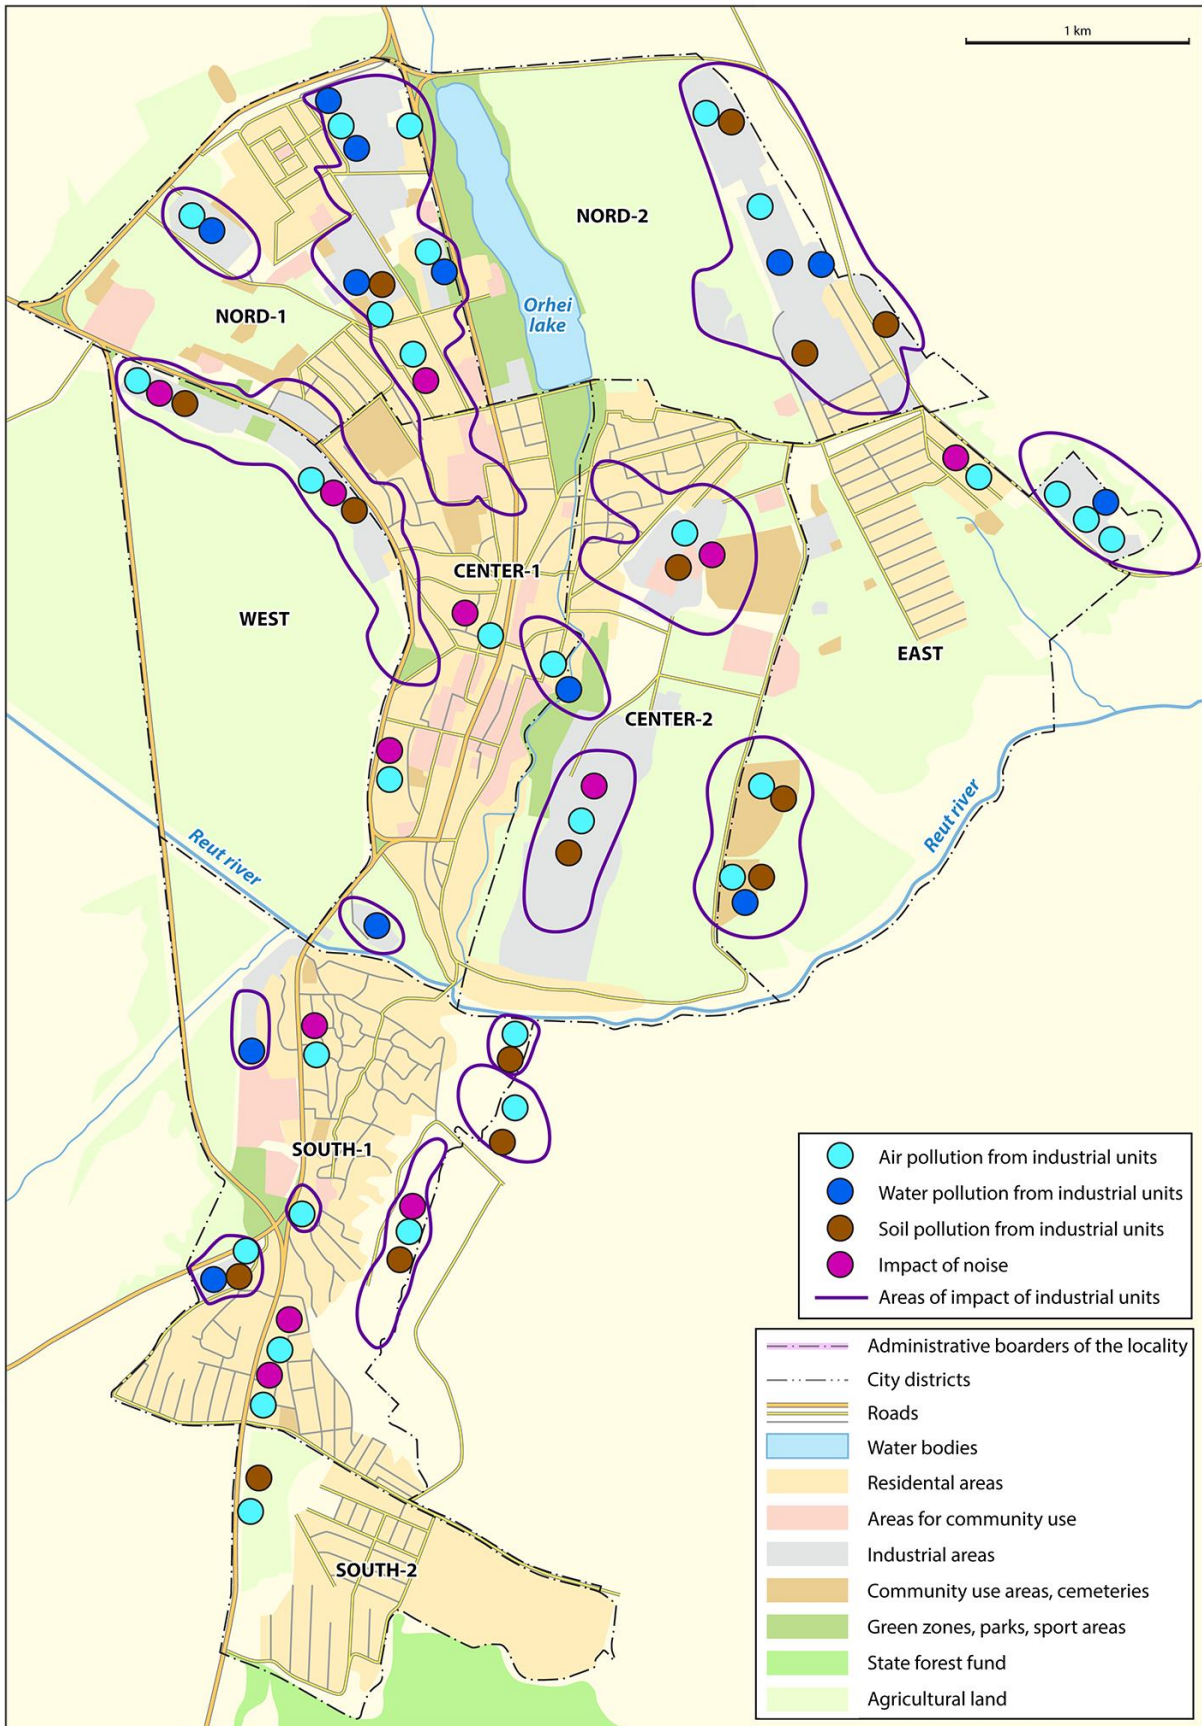 1 km
NORD-2
Orhei
lake
NORD-1
CENTER-1
WEST
EAST
CENTER-2
Reut river
Reut river
SOUTH-1
SOUTH-2
Air pollution from industrial units
Water pollution from industrial units
Soil pollution from industrial units
Impact of noise
Areas of impact of industrial units
Administrative boarders of the locality
City districts
Roads
Water bodies
Residental areas
Areas for community use
Industrial areas
Community use areas, cemeteries
Green zones, parks, sport areas
State forest fund
Agricultural land